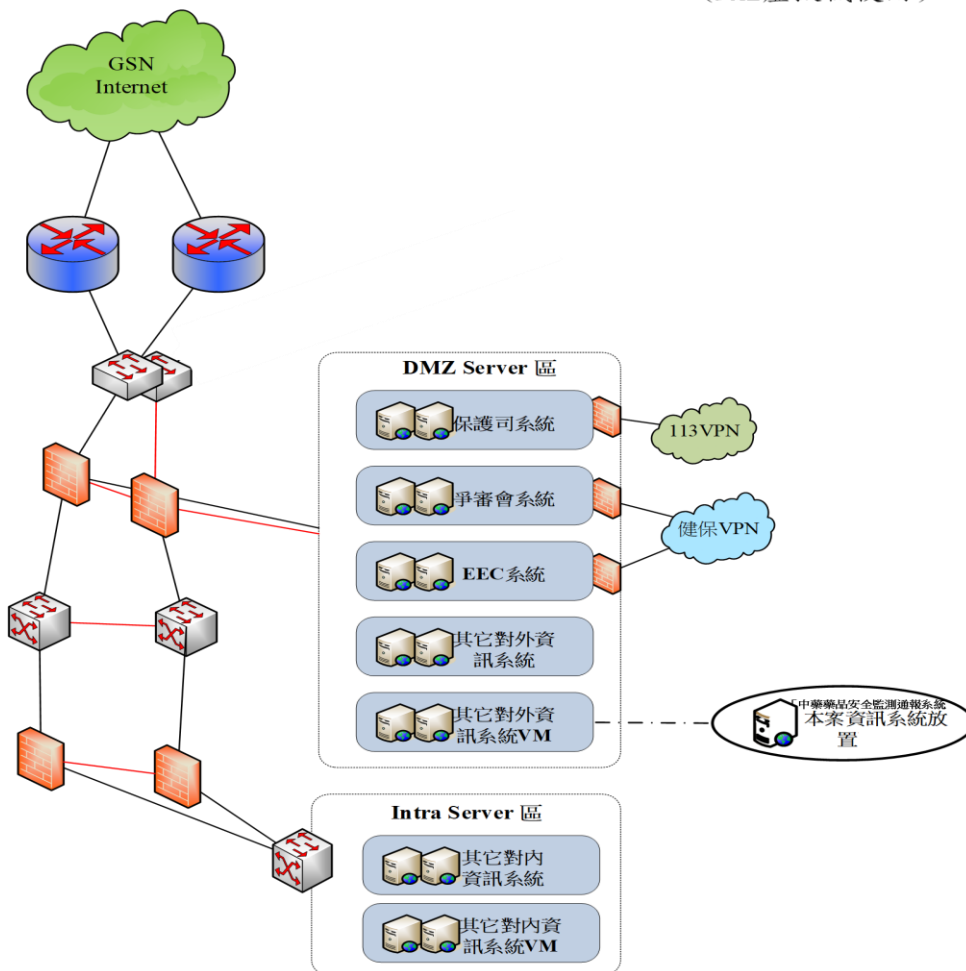 GSN
Internet
DMZ Server 區
保護司系統
113VPN
爭審會系統
健保VPN
EEC系統
其它對外資
訊系統
其它對外資
訊系統VM
「中藥藥品安全監測通報系統
本案資訊系統放
置
Intra Server 區
其它對內
資訊系統
其它對內資
訊系統VM